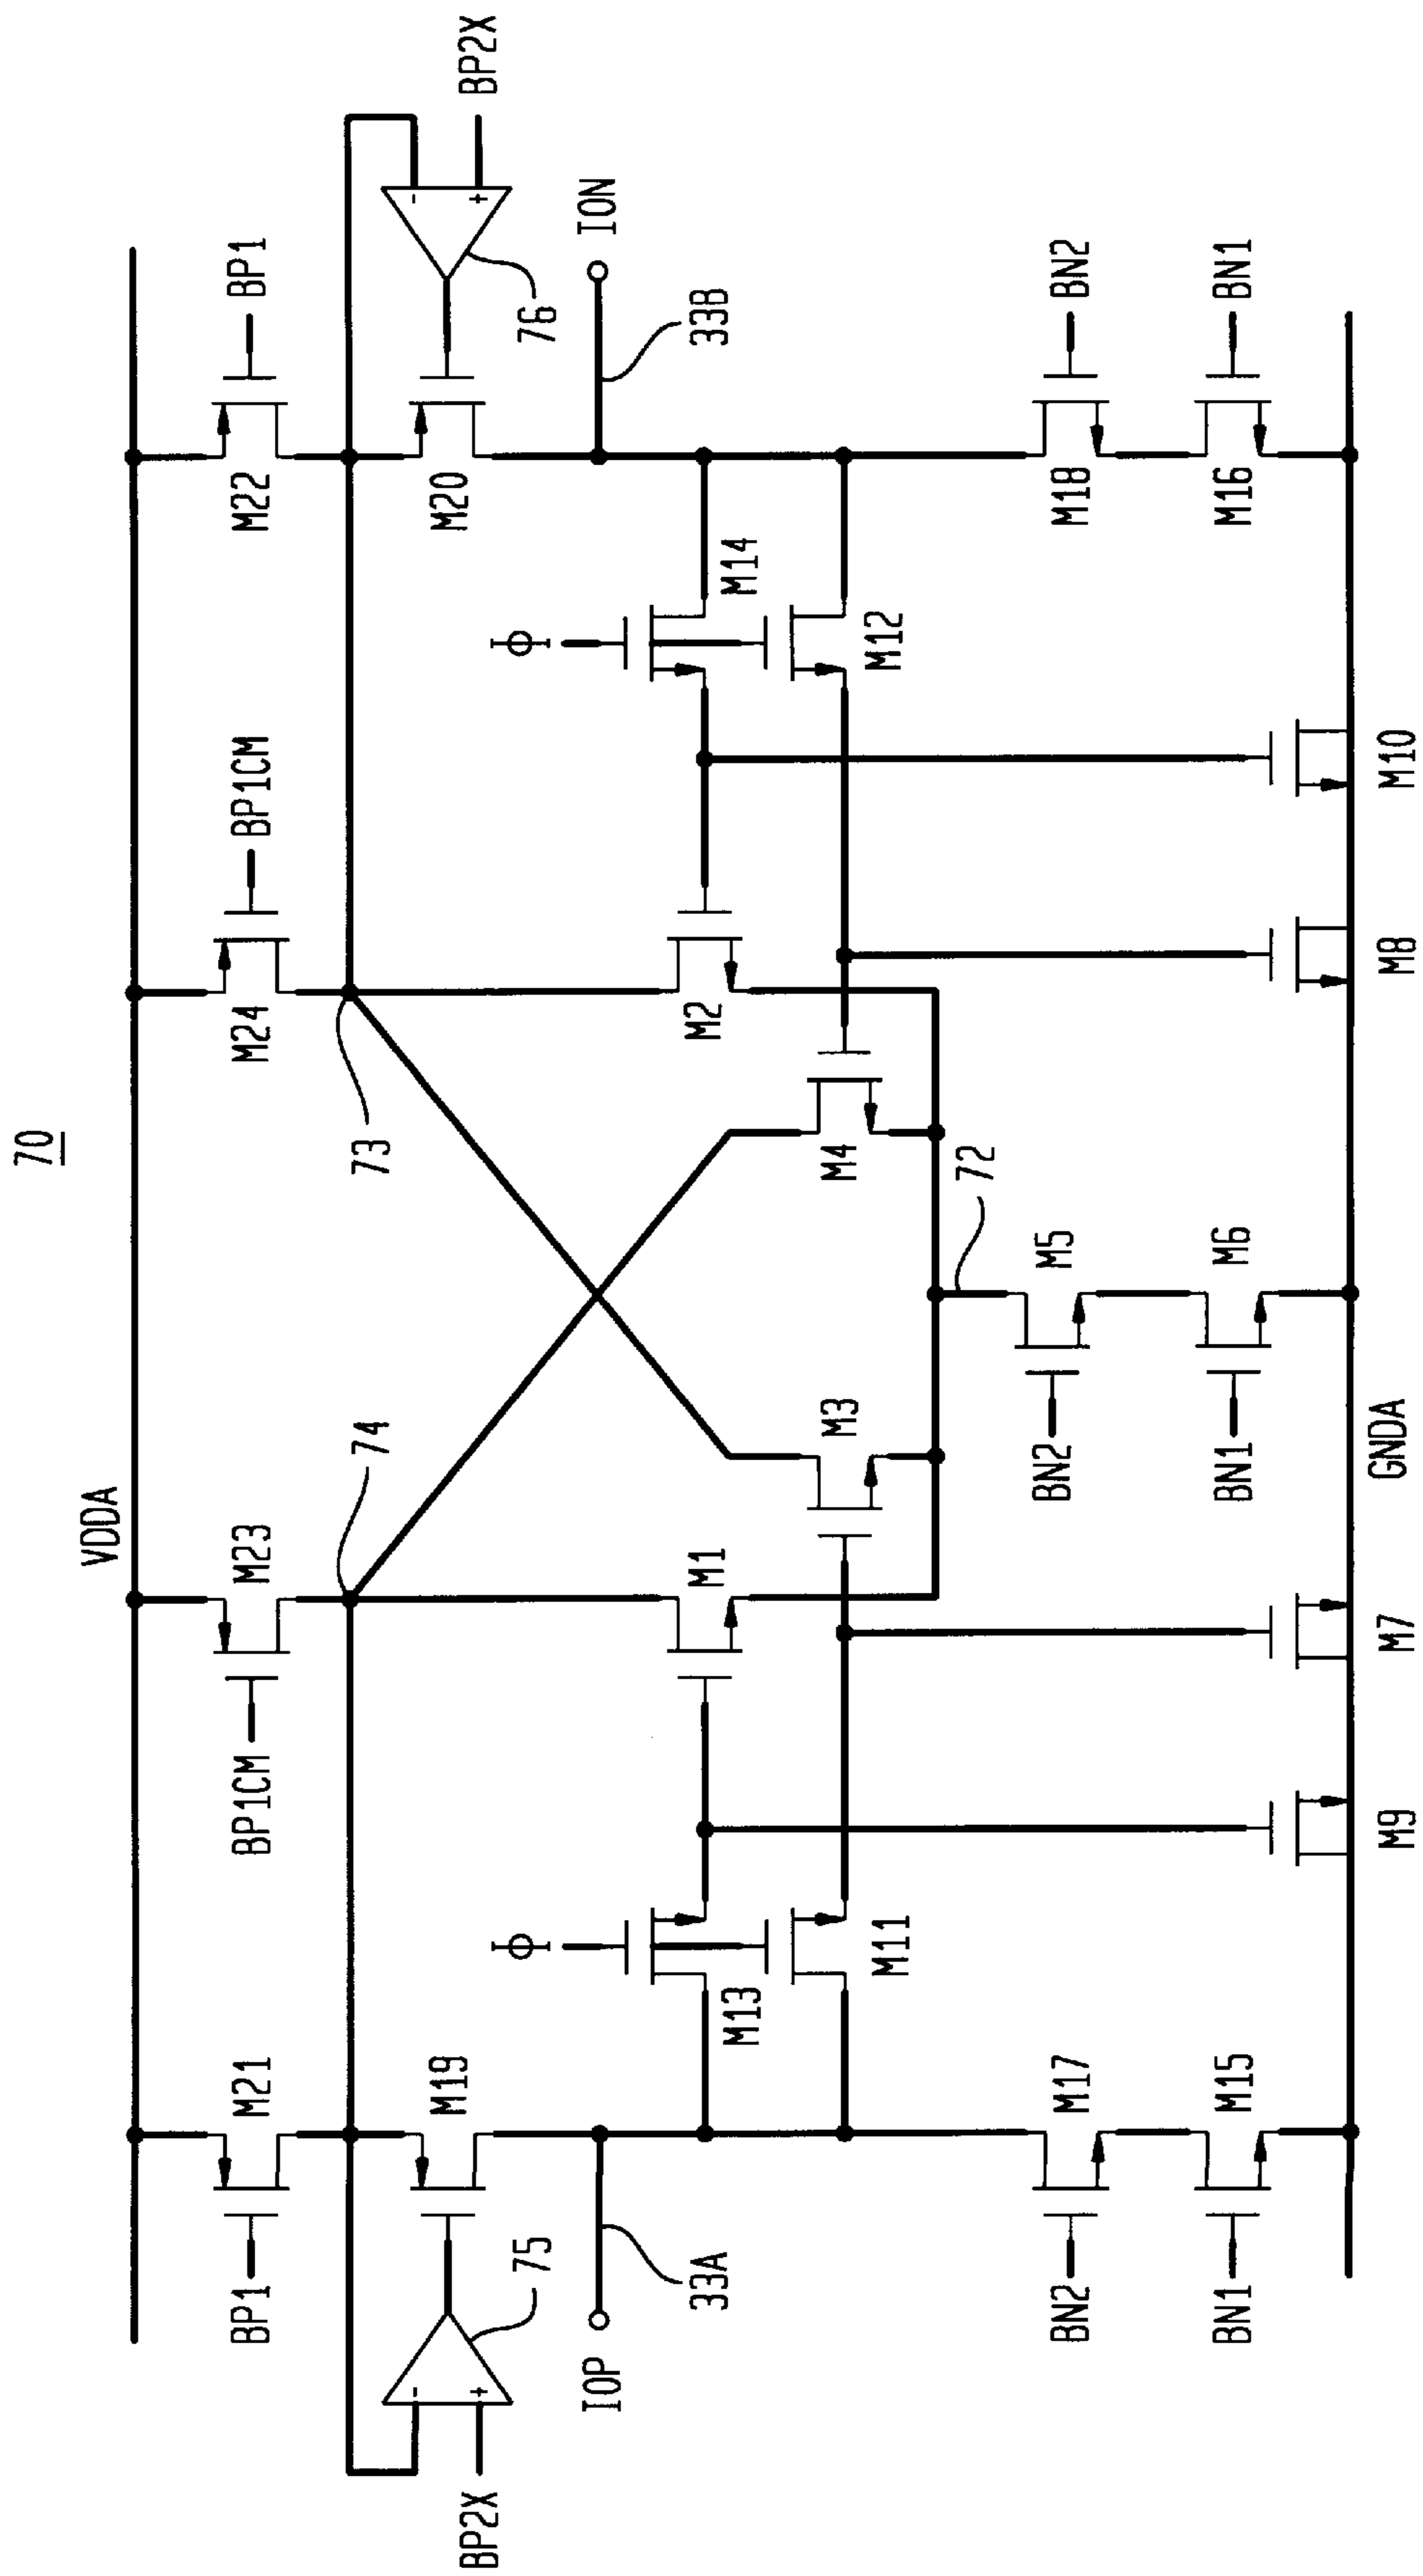 70
VDDA
BP1
M21
BP1CM
M23
74
73
M24
BP1CM
M22
BP1
BP2X
-
+
75
M19
M20
-
+
76
BP2X
IOP
33A
ION
33B
Φ
M13
M1
M2
Φ
M14
M11
M3
M4
M12
72
BN2
M17
BN2
M5
M18
BN2
BN1
M15
BN1
M6
M16
BN1
M9
M7
GNDA
M8
M10